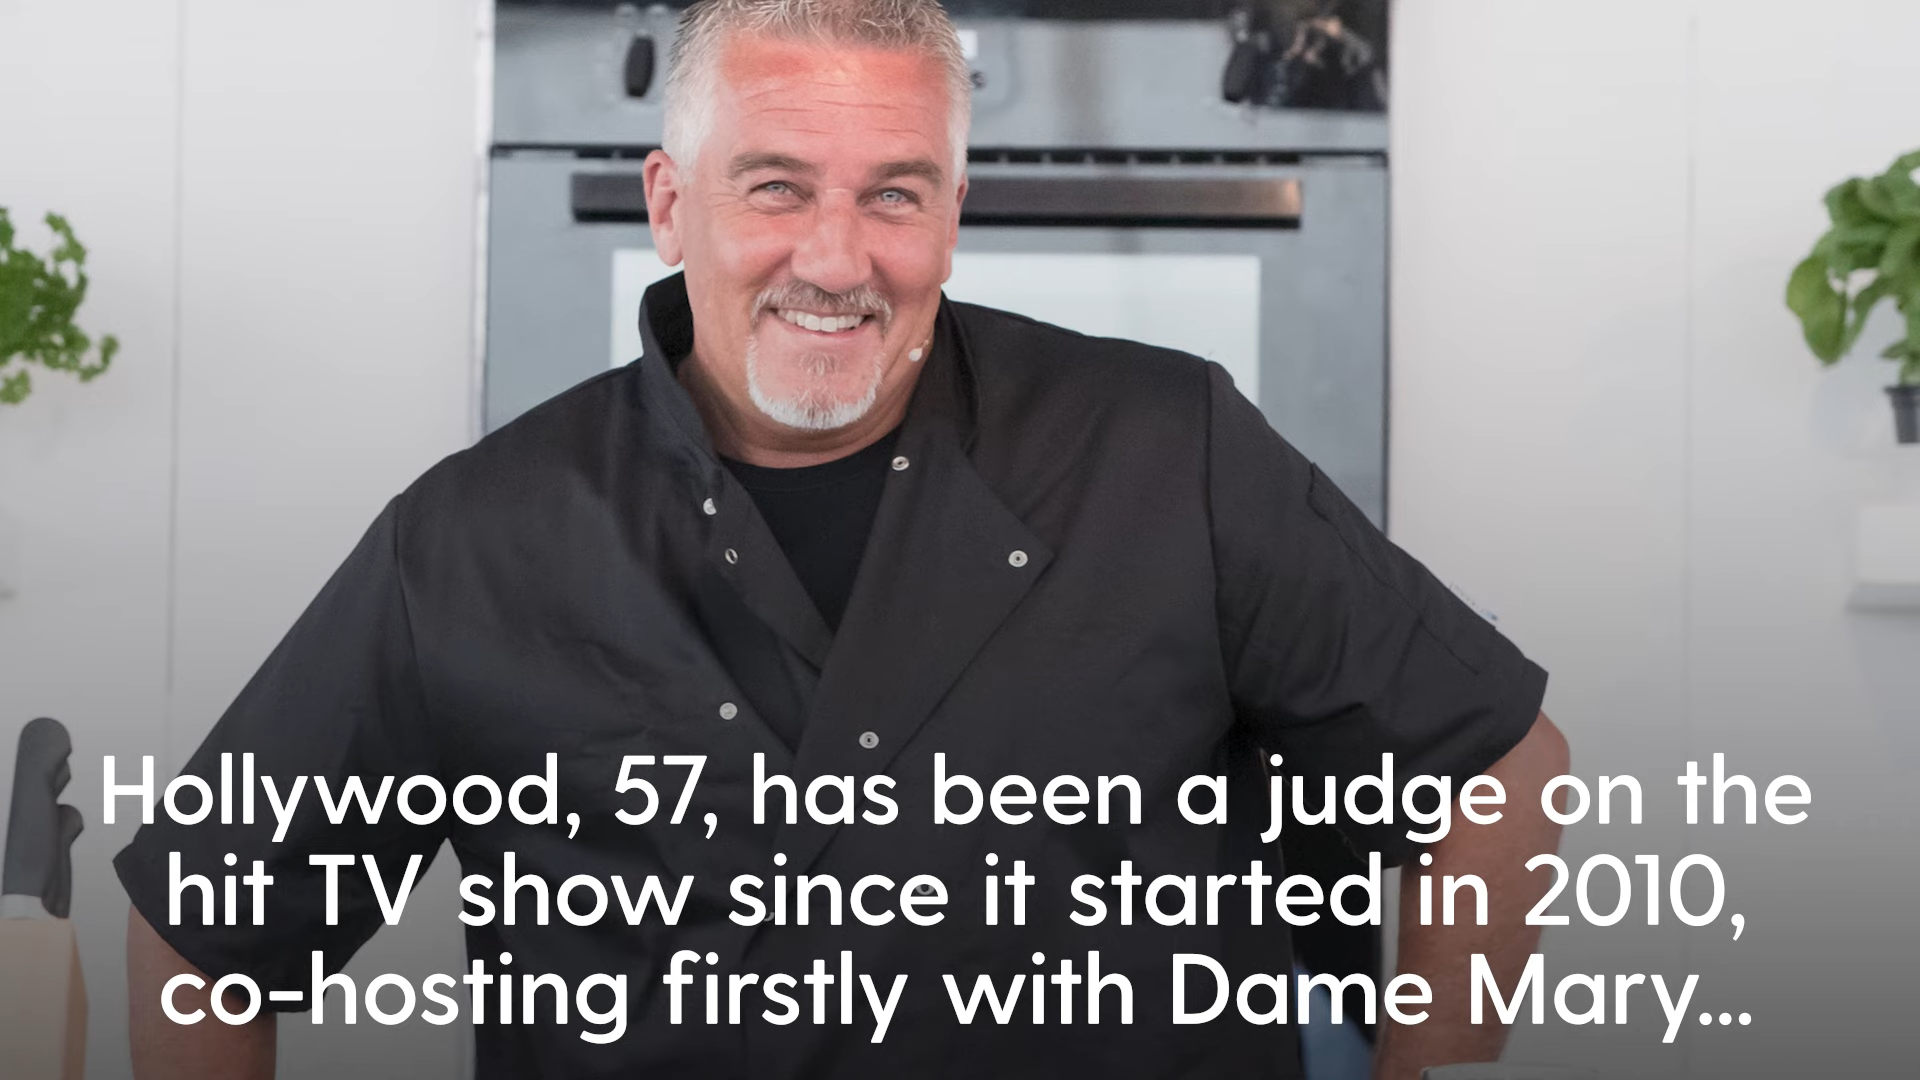 Hollywood, 57, has been a judge on the
hit TV show since it started in 2010,
co-hosting firstly with Dame Mary...